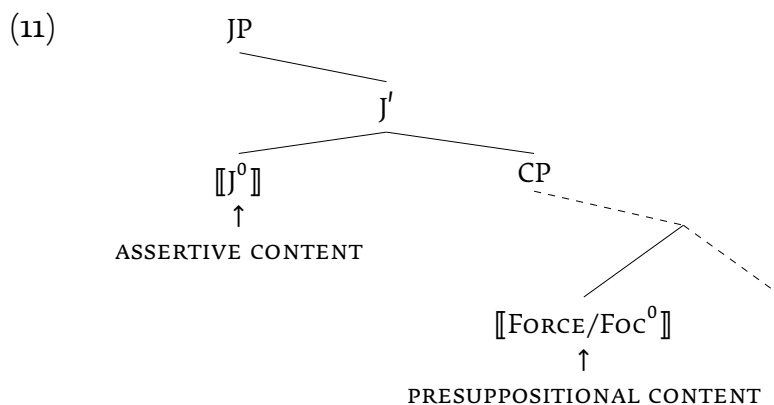 (11) JP
J′
⟦J⁰⟧ CP
↑
ASSERTIVE CONTENT
⟦FORCE/FOC⁰⟧
↑
PRESUPPOSITIONAL CONTENT